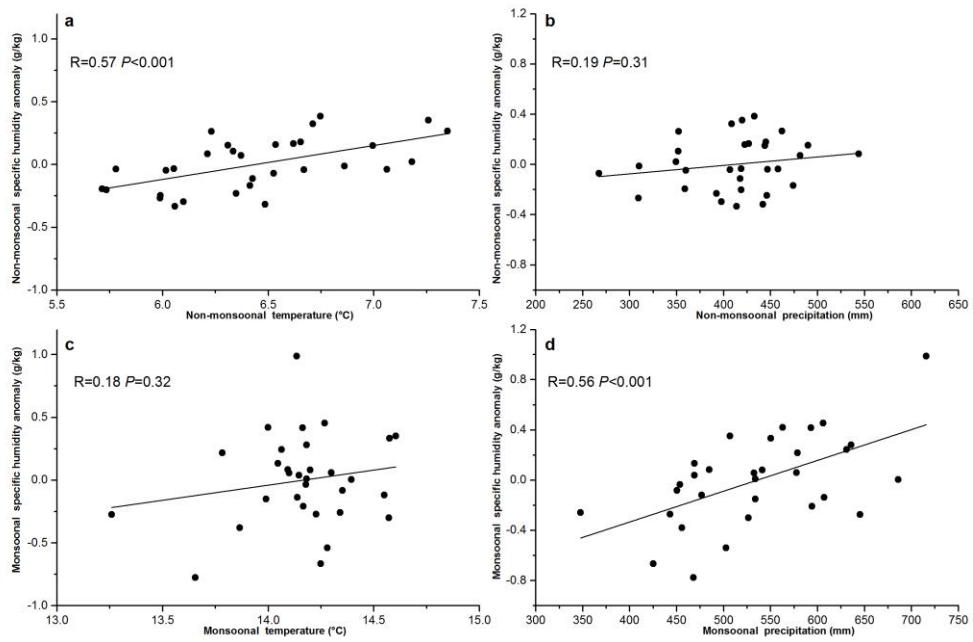 a
R=0.57 P<0.001
1.0
0.5
0.0
-0.5
-1.0
Non-monsoonal specific humidity anomaly (g/kg)
5.5 6.0 6.5 7.0 7.5
Non-monsoonal temperature (°C)
b
R=0.19 P=0.31
1.2
0.8
0.4
0.0
-0.4
-0.8
Non-monsoonal specific humidity anomaly (g/kg)
200 250 300 350 400 450 500 550 600 650
Non-monsoonal precipitation (mm)
c
R=0.18 P=0.32
1.0
0.5
0.0
-0.5
-1.0
Monsoonal specific humidity anomaly (g/kg)
13.0 13.5 14.0 14.5 15.0
Monsoonal temperature (°C)
d
R=0.56 P<0.001
1.2
0.8
0.4
0.0
-0.4
-0.8
Monsoonal specific humidity anomaly (g/kg)
300 350 400 450 500 550 600 650 700 750
Monsoonal precipitation (mm)